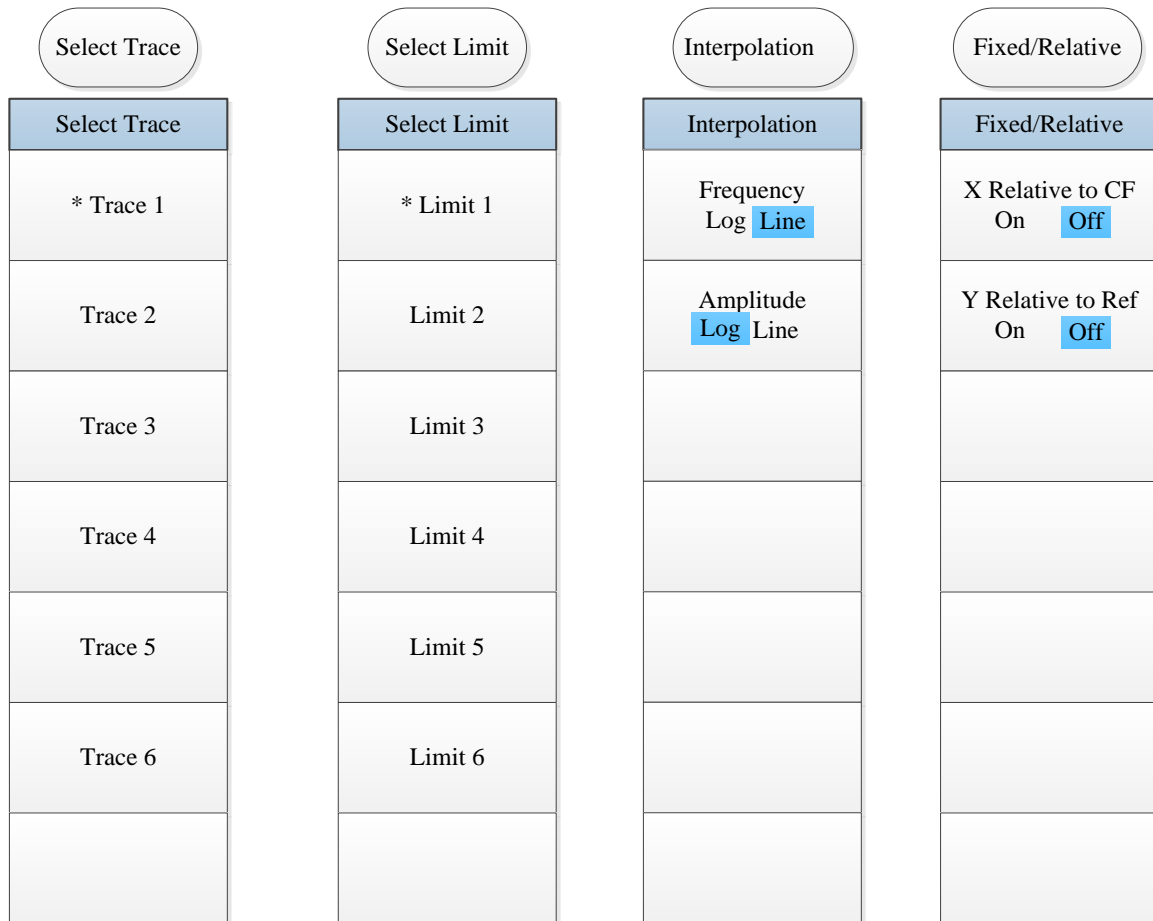 Select Trace
Select Trace
* Trace 1
Trace 2
Trace 3
Trace 4
Trace 5
Trace 6
Select Limit
Select Limit
* Limit 1
Limit 2
Limit 3
Limit 4
Limit 5
Limit 6
Interpolation
Interpolation
Frequency
Log Line
Amplitude
Log Line
Fixed/Relative
Fixed/Relative
X Relative to CF
On Off
Y Relative to Ref
On Off